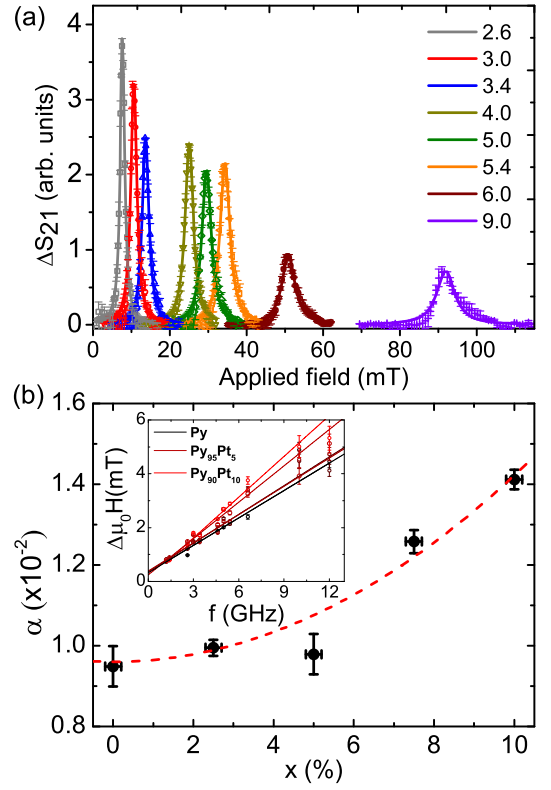 (a)
4
3
2
1
0
ΔS21 (arb. units)
2.6
3.0
3.4
4.0
5.0
5.4
6.0
9.0
0 20 40 60 80 100
Applied field (mT)
(b)
1.6
1.4
1.2
1.0
0.8
α (x10-2)
6
4
2
0
Δμ0H(mT)
Py
Py95Pt5
Py90Pt10
0 3 6 9 12
f (GHz)
0 2 4 6 8 10
x (%)